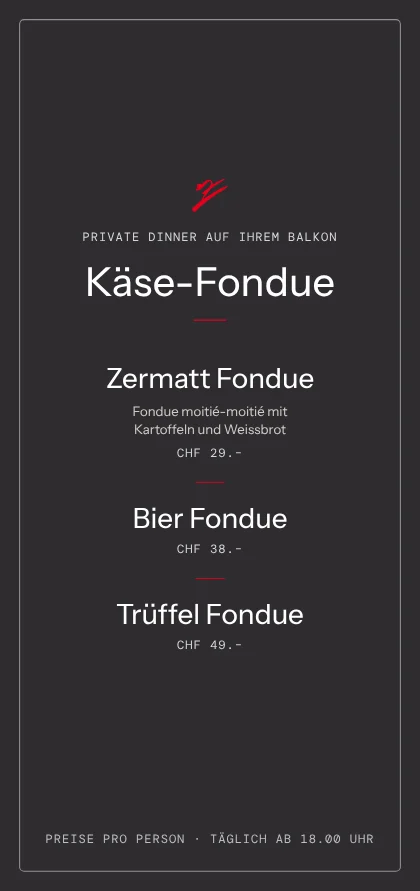 PRIVATE DINNER AUF IHREM BALKON
Käse-Fondue
Zermatt Fondue
Fondue moitié-moitié mit
Kartoffeln und Weissbrot
CHF 29.-
Bier Fondue
CHF 38.-
Trüffel Fondue
CHF 49.-
PREISE PRO PERSON · TÄGLICH AB 18.00 UHR